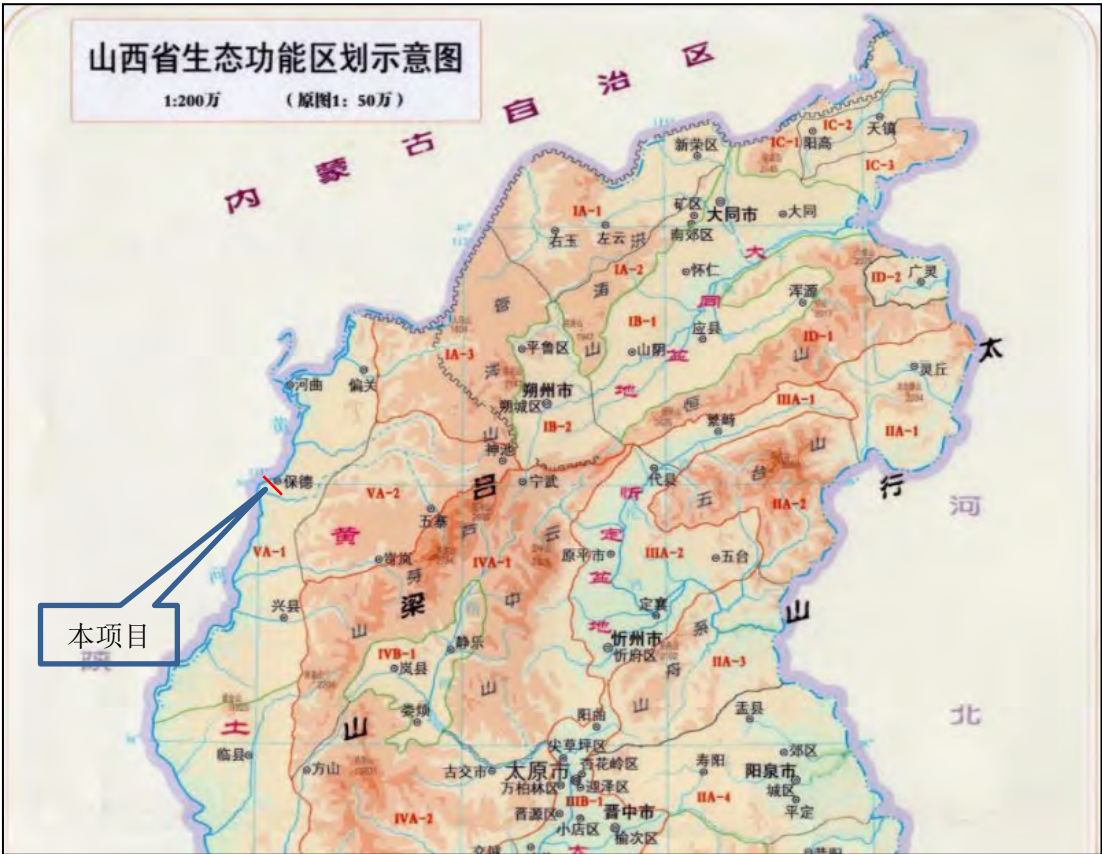 山西省生态功能区划示意图
1:200万 (原图1:50万)
内蒙古自治区
IC-2
天镇
IC-1
阳高
新荣区
IC-3
矿区
大同市
大同
IA-1
南郊区
右玉
左云
洪涛山
IA-2
怀仁
ID-2
广灵
大同盆地
浑源
管涔山
IB-1
应县
ID-1
平鲁区
山阴
太行山
IA-3
灵丘
河曲
偏关
朔州市
朔城区
恒山
IIIA-1
IB-2
繁峙
IIA-1
神池
代县
五台山
保德
VA-2
宁武
忻定盆地
IIA-2
河北
五寨
吕梁山
黄土
芦芽山
云中山
VA-1
岢岚
IVA-1
原平市
IIIA-2
五台
兴县
定襄
本项目
静乐
忻州市
忻府区
系舟山
IVB-1
岚县
IIA-3
陕
娄烦
阳曲
盂县
临县
尖草坪区
郊区
方山
古交市
太原市
杏花岭区
寿阳
阳泉市
万柏林区
迎泽区
城区
IIIB-1
IIA-4
平定
IVA-2
晋源区
晋中市
小店区
榆次区